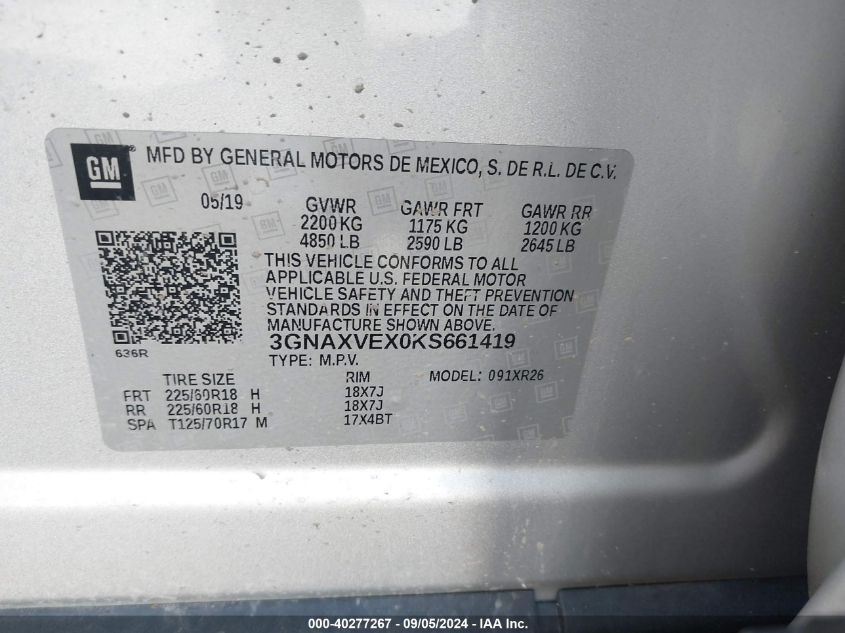 GM
MFD BY GENERAL MOTORS DE MEXICO, S. DE R.L. DE C.V.
05/19 GVWR GAWR FRT GAWR RR
2200 KG 1175 KG 1200 KG
4850 LB 2590 LB 2645 LB
THIS VEHICLE CONFORMS TO ALL
APPLICABLE U.S. FEDERAL MOTOR
VEHICLE SAFETY AND THEFT PREVENTION
STANDARDS IN EFFECT ON THE DATE OF
MANUFACTURE SHOWN ABOVE.
636R
3GNAXVEX0KS661419
TYPE: M.P.V.
TIRE SIZE RIM MODEL: 091XR26
FRT 225/60R18 H 18X7J
RR 225/60R18 H 18X7J
SPA T125/70R17 M 17X4BT
000-40277267 - 09/05/2024 - IAAI.com